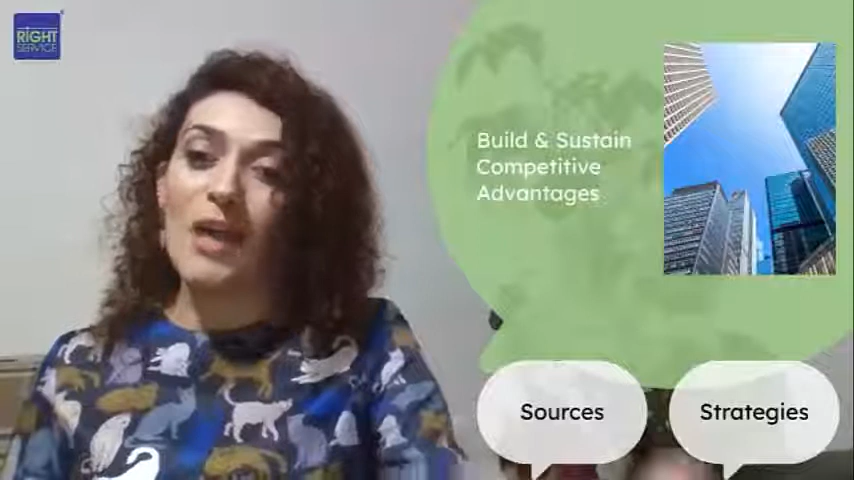 RIGHT
SERVICE
Build & Sustain
Competitive
Advantages
Sources
Strategies